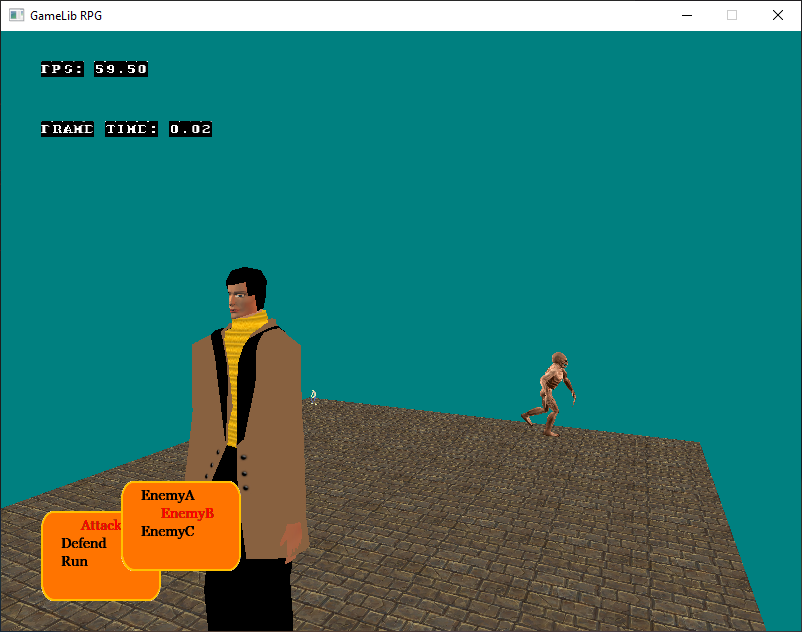 GameLib RPG
FPS: 59.50
FRAME TIME: 0.02
EnemyA
EnemyB
EnemyC
Attack
Defend
Run